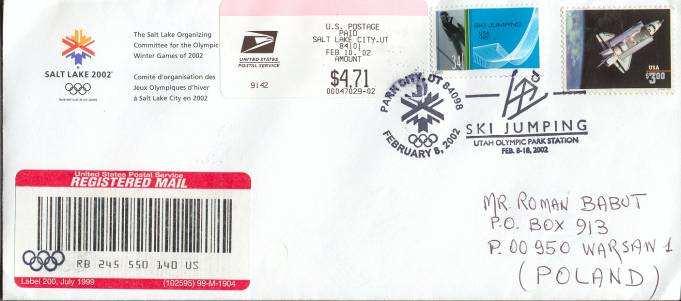 SALT LAKE 2002
The Salt Lake Organizing
Committee for the Olympic
Winter Games of 2002
Comité d'organisation des
Jeux Olympiques d'hiver
à Salt Lake City en 2002
UNITED STATES
POSTAL SERVICE
9142
U.S. POSTAGE
PAID
SALT LAKE CITY.UT
84101
FEB 10.'02
AMOUNT
$4.71
00047029-02
SKI JUMPING
34
USA
$3.00
PARK CITY, UT 84098
FEBRUARY 8, 2002
SKI JUMPING
UTAH OLYMPIC PARK STATION
FEB. 8-18, 2002
United States Postal Service
REGISTERED MAIL
RB 245 550 140 US
Label 200, July 1999
(102595) 99-M-1904
MR. ROMAN BABUT
P.O. BOX 913
P. 00 950 WARSAW 1
(POLAND)